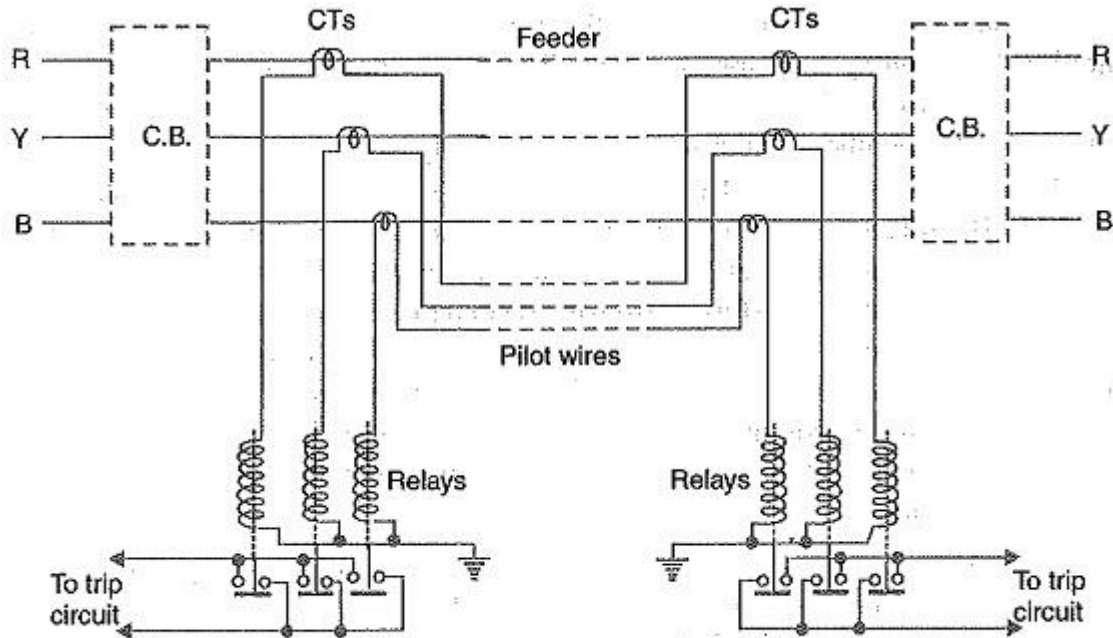 CTs
CTs
Feeder
R
R
C.B.
C.B.
Y
Y
B
B
Pilot wires
Relays
Relays
To trip
circuit
To trip
circuit